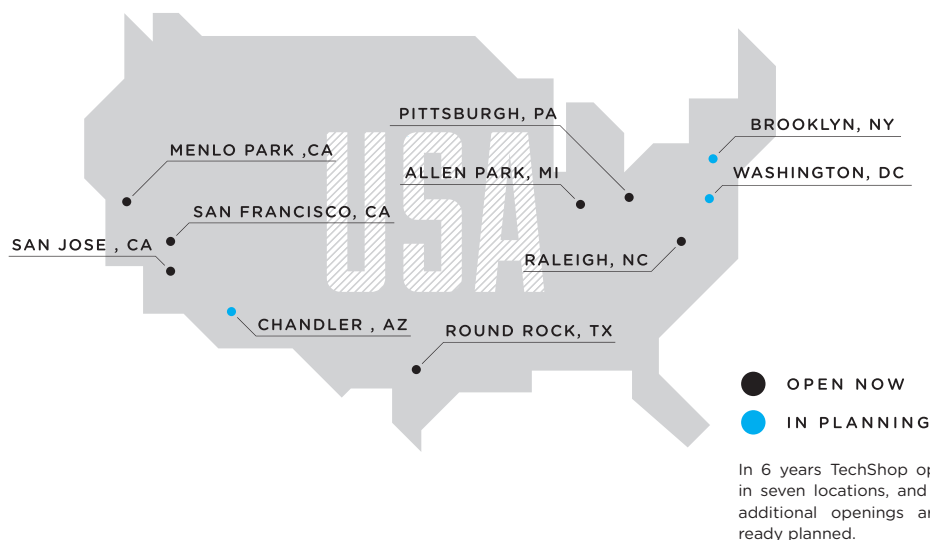 PITTSBURGH, PA
BROOKLYN, NY
MENLO PARK ,CA
ALLEN PARK, MI
WASHINGTON, DC
USA
SAN FRANCISCO, CA
SAN JOSE , CA
RALEIGH, NC
CHANDLER , AZ
ROUND ROCK, TX
OPEN NOW
IN PLANNING
In 6 years TechShop
in seven locations, and
additional openings
ready planned.